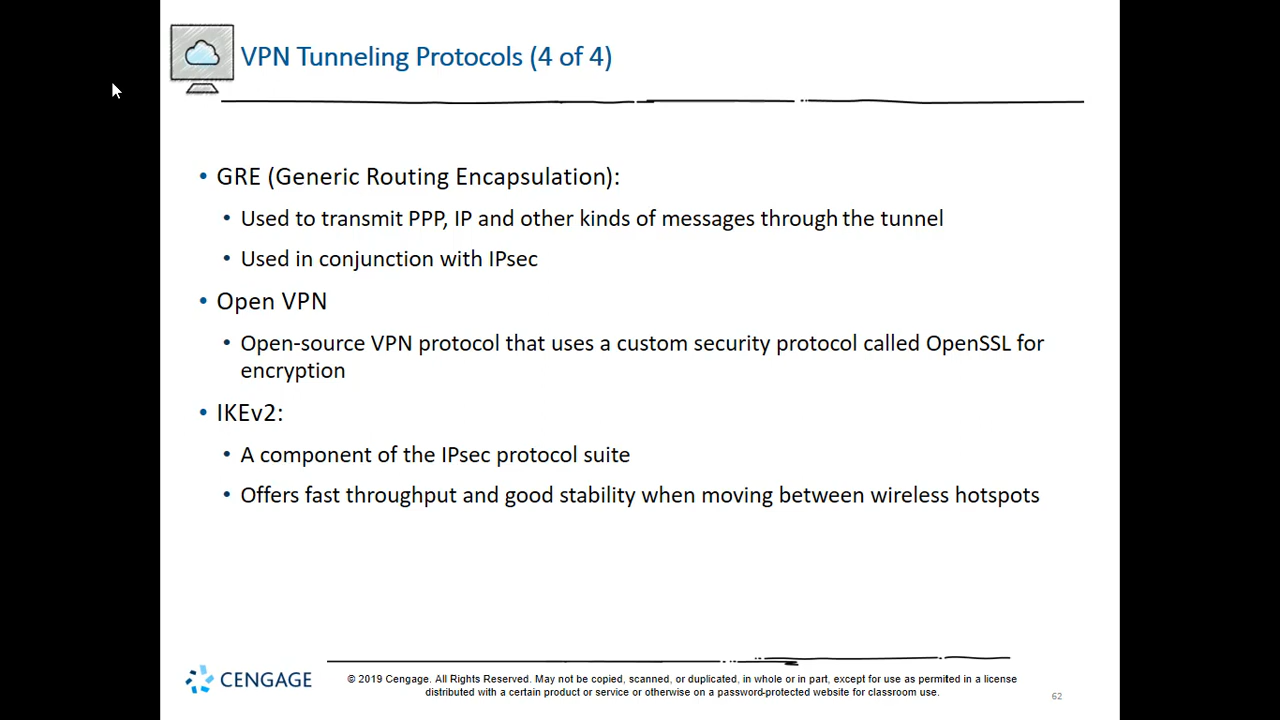 VPN Tunneling Protocols (4 of 4)
• GRE (Generic Routing Encapsulation):
• Used to transmit PPP, IP and other kinds of messages through the tunnel
• Used in conjunction with IPsec
• Open VPN
• Open-source VPN protocol that uses a custom security protocol called OpenSSL for
encryption
• IKEv2:
• A component of the IPsec protocol suite
• Offers fast throughput and good stability when moving between wireless hotspots
CENGAGE
© 2019 Cengage. All Rights Reserved. May not be copied, scanned, or duplicated, in whole or in part, except for use as permitted in a license
distributed with a certain product or service or otherwise on a password-protected website for classroom use.
62